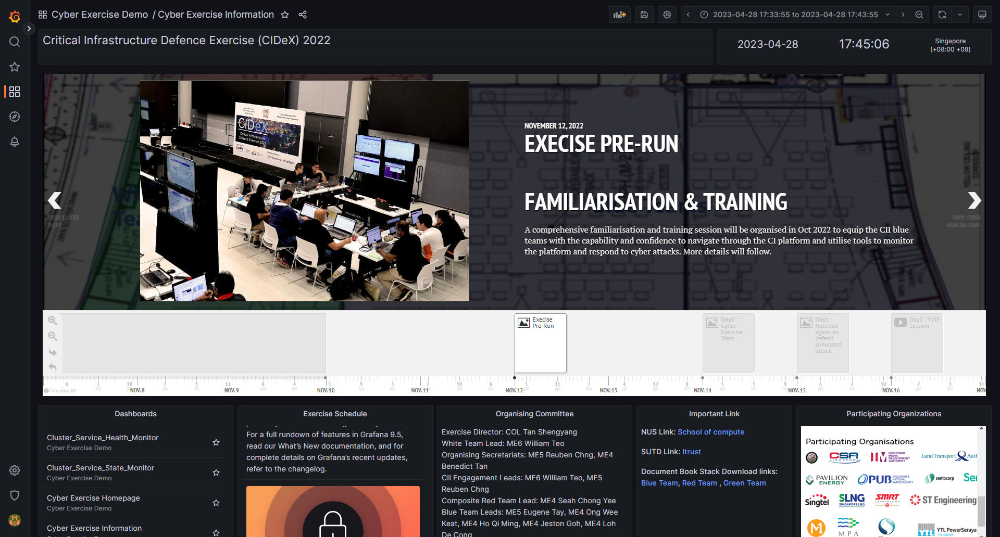 Cyber Exercise Demo / Cyber Exercise Information
2023-04-28 17:33:55 to 2023-04-28 17:43:55
Critical Infrastructure Defence Exercise (CIDeX) 2022
2023-04-28
17:45:06
Singapore
(+08:00 +08)
CIDeX
Critical Infrastructure
Defence Exercise 2022
NOVEMBER 12, 2022
EXECISE PRE-RUN
FAMILIARISATION & TRAINING
A comprehensive familiarisation and training session will be organised in Oct 2022 to equip the CII blue
teams with the capability and confidence to navigate through the CI platform and utilise tools to monitor
the platform and respond to cyber attacks. More details will follow.
CYBER EXECISE
SETUP
DAY0 : CYBER
EXERCISE START
YELLOW CEILING
CORRIDOR
Execise
Pre-Run
Day0 :
Cyber
Exercise
Start
Day1 :
National
agencies
defend
simulated
attack
Day2 : VVIP
session
6 2 PM 10 PM 7 AM 3 PM 11 PM 8 AM 4 PM 1 AM 9 AM 5 PM 2 AM 10 AM 6 PM 3 AM 11 AM 7 PM 4 AM 12 PM 8 PM 5 AM 1 PM 9 PM 6 AM 2 PM 10 PM 7 AM 3 PM 11 PM
TimelineJS
NOV. 8 NOV. 9 NOV. 10 NOV. 11 NOV. 12 NOV. 13 NOV. 14 NOV. 15 NOV. 16 NOV
Dashboards
Cluster_Service_Health_Monitor
Cyber Exercise Demo
Cluster_Service_State_Monitor
Cyber Exercise Demo
Cyber Exercise Homepage
Cyber Exercise Demo
Cyber Exercise Information
Exercise Schedule
For a full rundown of features in Grafana 9.5,
read our What's New documentation, and for
complete details on Grafana's recent updates,
refer to the changelog.
Organising Committee
Exercise Director: COL Tan Shengyang
White Team Lead: ME6 William Teo
Organising Secretariats: ME5 Reuben Chng, ME4
Benedict Tan
CII Engagement Leads: ME6 William Teo, ME5
Reuben Chng
Composite Red Team Lead: ME4 Seah Chong Yee
Blue Team Leads: ME5 Eugene Tay, ME4 Ong Wee
Keat, ME4 Ho Qi Ming, ME4 Jeston Goh, ME4 Loh
De Cong
Important Link
NUS Link: School of compute
SUTD Link: Itrust
Document Book Stack Download links:
Blue Team, Red Team , Green Team
Participating Organizations
Participating Organisations
CSA
SINGAPORE
INFOCOMM
MEDIA
DEVELOPMENT
AUTHORITY
Land Transport Auth
PAVILION
ENERGY
PUB
SINGAPORE'S
NATIONAL
WATER AGENCY
sembcorp
Singtel
SLNG
SINGAPORE LNG
SMRT
CORPORATION
ST Engineering
M1
MPA
YTL
YTL PowerSeraya
YTL GROUP